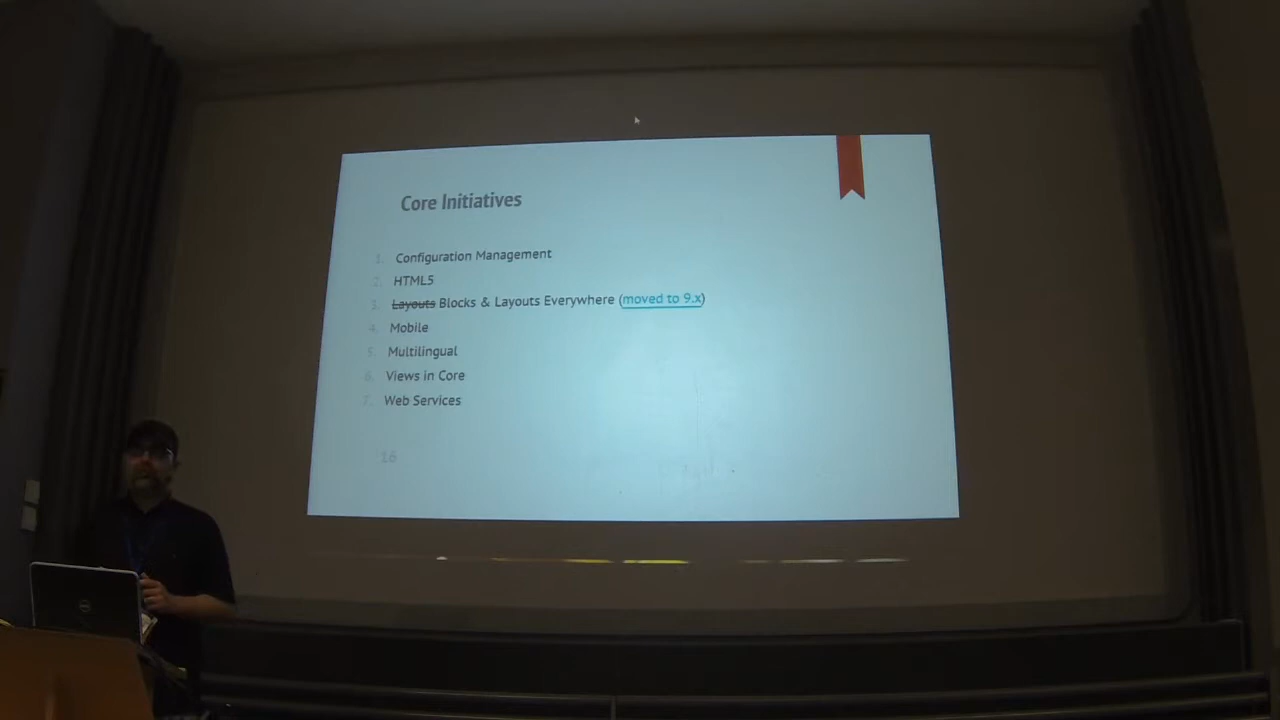 Core Initiatives
1. Configuration Management
2. HTML5
3. Layouts Blocks & Layouts Everywhere (moved to 9.x)
4. Mobile
5. Multilingual
6. Views in Core
7. Web Services
16